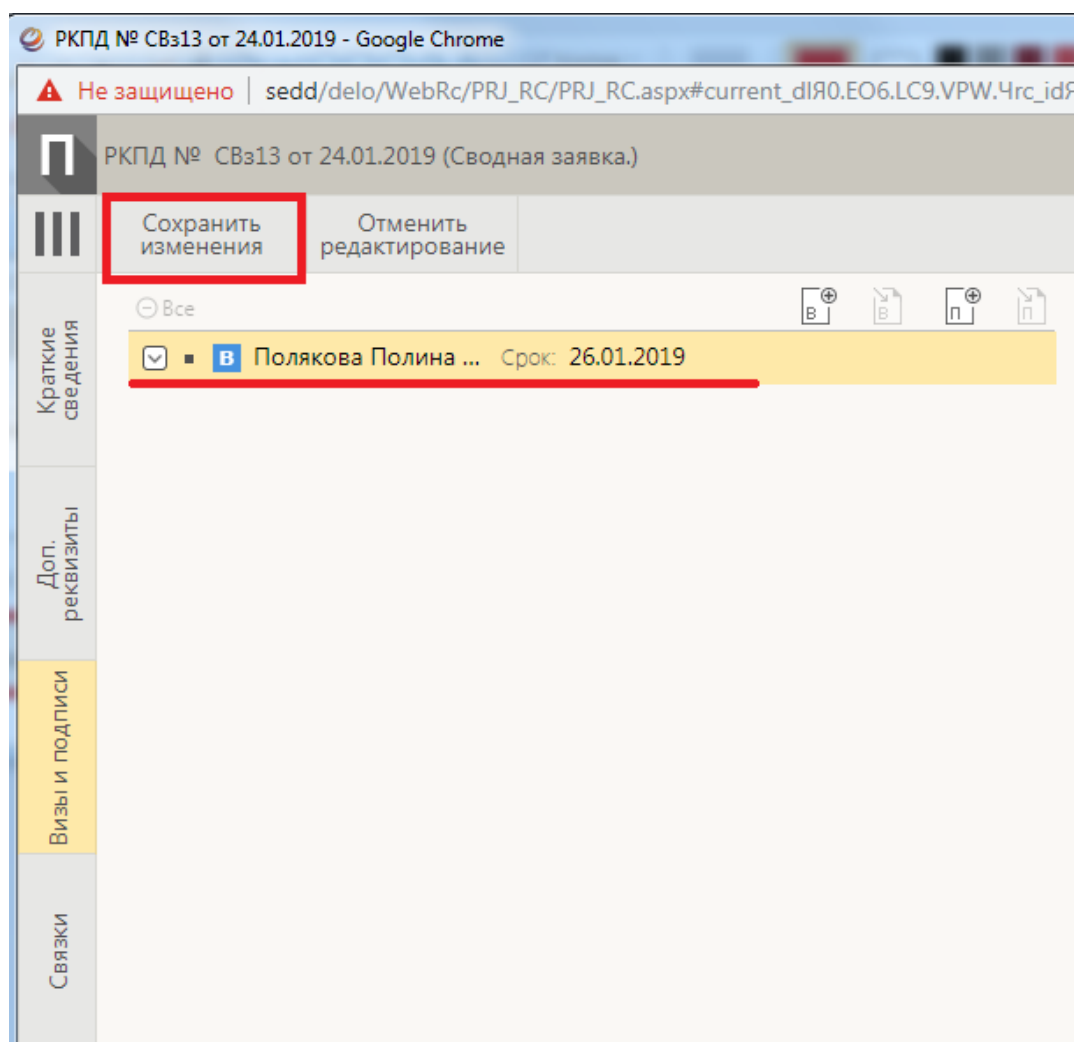 РКПД № СВз13 от 24.01.2019 - Google Chrome
Не защищено | sedd/delo/WebRc/PRJ_RC/PRJ_RC.aspx#current_dlЯ0.EO6.LC9.VPW.Чrc_idЯ
П
РКПД № СВз13 от 24.01.2019 (Сводная заявка.)
Сохранить
изменения
Отменить
редактирование
Все
В
В
П
П
В Полякова Полина ... Срок: 26.01.2019
Краткие
сведения
Доп.
реквизиты
Визы и подписи
Связки